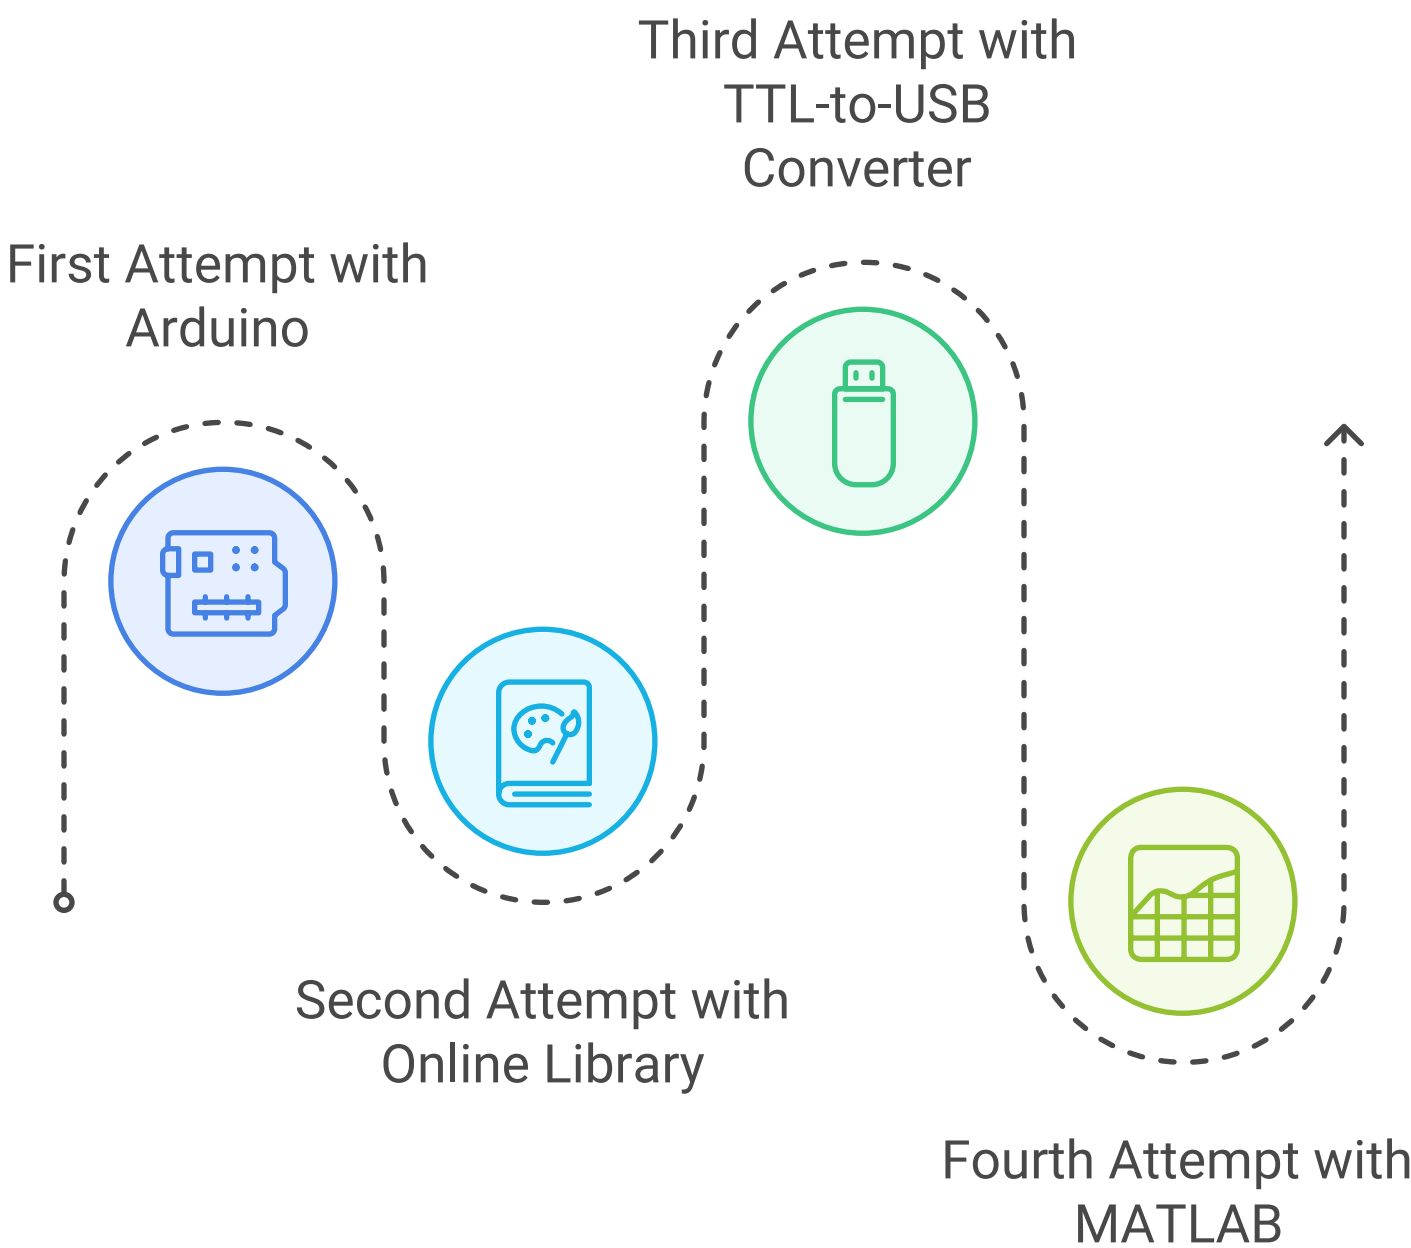 First Attempt with
Arduino
Second Attempt with
Online Library
Third Attempt with
TTL-to-USB
Converter
Fourth Attempt with
MATLAB